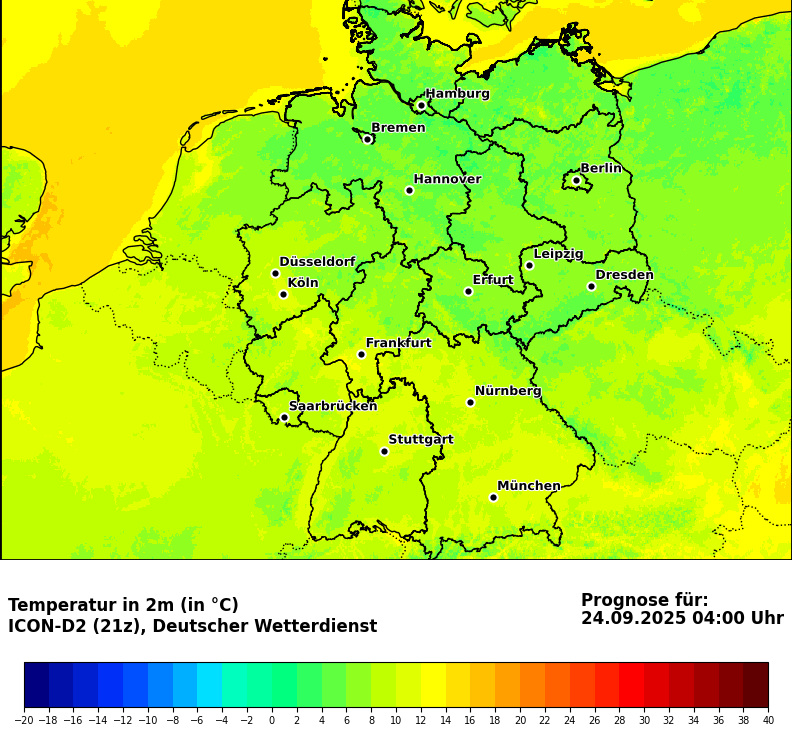 Hamburg
Bremen
Berlin
Hannover
Leipzig
Düsseldorf
Dresden
Köln
Erfurt
Frankfurt
Nürnberg
Saarbrücken
Stuttgart
München
Temperatur in 2m (in °C)
ICON-D2 (21z), Deutscher Wetterdienst
Prognose für:
24.09.2025 04:00 Uhr
−20 −18 −16 −14 −12 −10 −8 −6 −4 −2 0 2 4 6 8 10 12 14 16 18 20 22 24 26 28 30 32 34 36 38 40